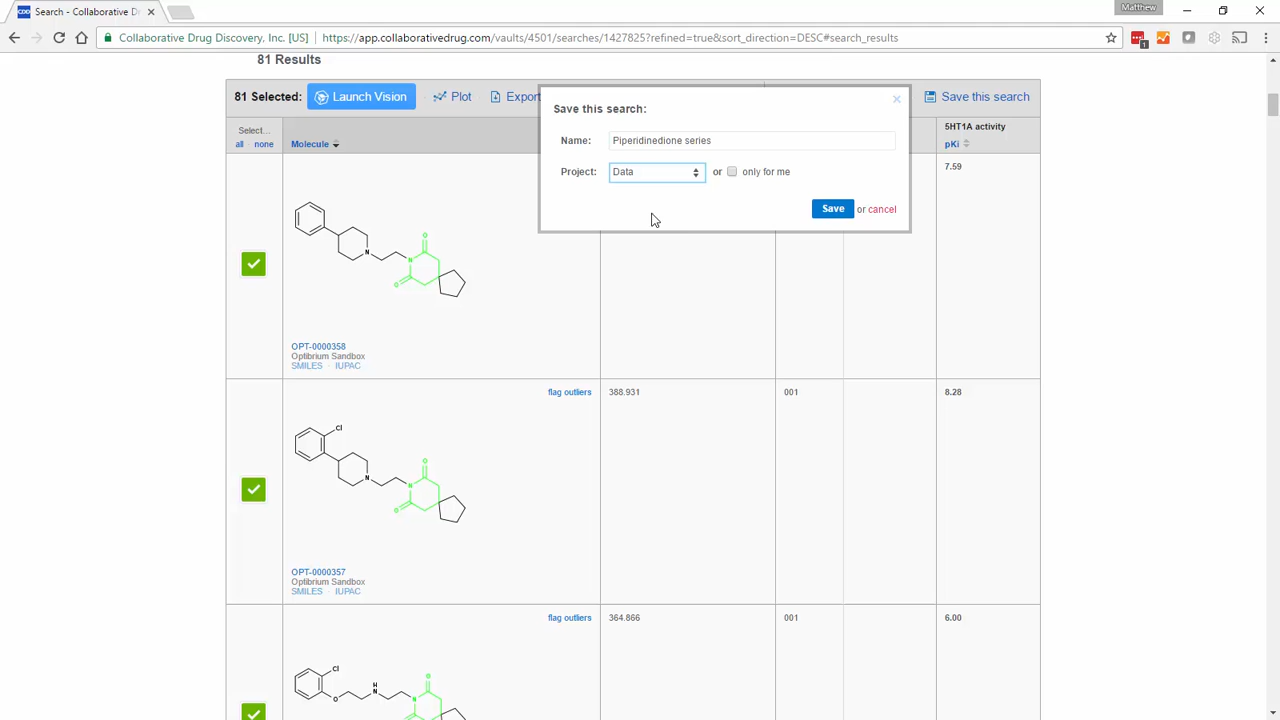 Matthew
Search - Collaborative D
Collaborative Drug Discovery, Inc. [US]
https://app.collaborativedrug.com/vaults/4501/searches/1427825?refined=true&sort_direction=DESC#search_results
81 Results
81 Selected:
Launch Vision
Plot
Export
Save this search
Save this search:
Name: Piperidinedione series
Project: Data or only for me
Save or cancel
Select...
all · none
Molecule
5HT1A activity
pKi
7.59
N
N
O
O
OPT-0000358
Optibrium Sandbox
SMILES · IUPAC
flag outliers
388.931
001
8.28
Cl
N
N
O
O
OPT-0000357
Optibrium Sandbox
SMILES · IUPAC
flag outliers
364.866
001
6.00
Cl
O
H
N
N
O
O